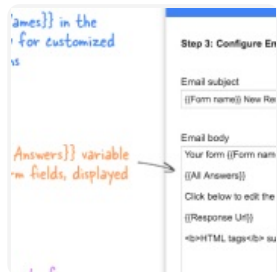 ames}} in the
for customized
Answers}} variable
m fields, displayed
Step 3: Configure En
Email subject
{{Form name}} New Re
Email body
Your form {{Form nam
{{All Answers}}
Click below to edit the
{{Response Url}}
<b>HTML tags</b> su